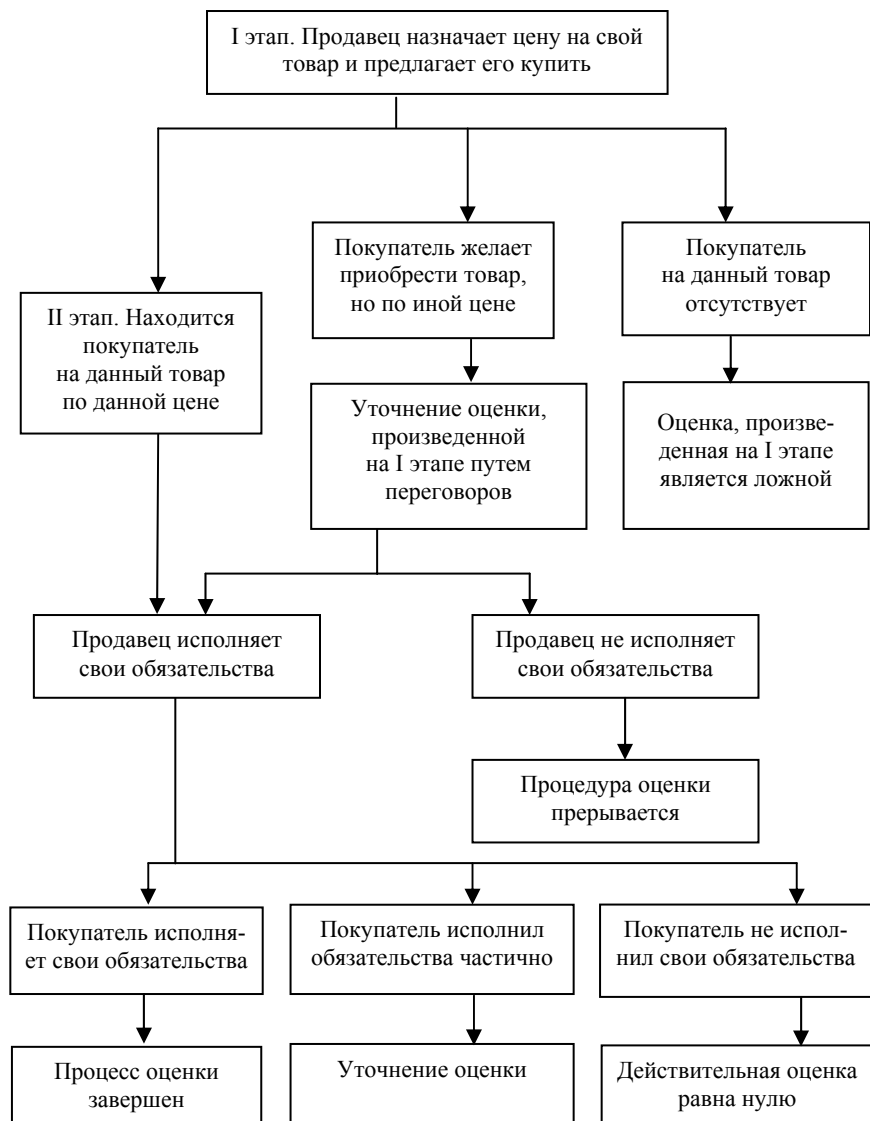 I этап. Продавец назначает цену на свой
товар и предлагает его купить
Покупатель желает
приобрести товар,
но по иной цене
Покупатель
на данный товар
отсутствует
II этап. Находится
покупатель
на данный товар
по данной цене
Уточнение оценки,
произведенной
на I этапе путем
переговоров
Оценка, произве-
денная на I этапе
является ложной
Продавец исполняет
свои обязательства
Продавец не исполняет
свои обязательства
Процедура оценки
прерывается
Покупатель исполня-
ет свои обязательства
Покупатель исполнил
обязательства частично
Покупатель не испол-
нил свои обязательства
Процесс оценки
завершен
Уточнение оценки
Действительная оценка
равна нулю